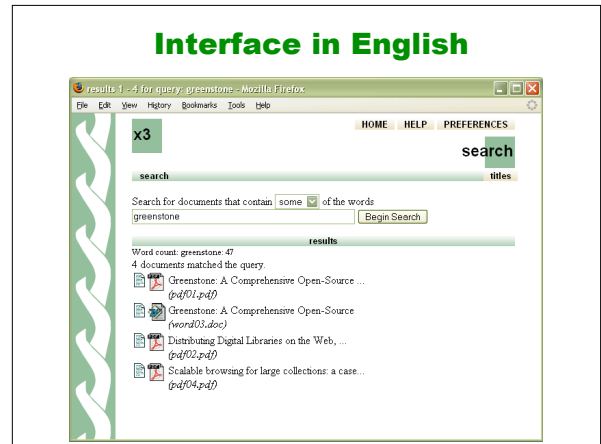 Interface in English
results 1 - 4 for query: greenstone - Mozilla Firefox
File Edit View History Bookmarks Tools Help
x3
HOME HELP PREFERENCES
search
search titles
Search for documents that contain some of the words
greenstone Begin Search
results
Word count: greenstone: 47
4 documents matched the query.
Greenstone: A Comprehensive Open-Source ...
(pdf01.pdf)
Greenstone: A Comprehensive Open-Source
(word03.doc)
Distributing Digital Libraries on the Web, ...
(pdf02.pdf)
Scalable browsing for large collections: a case...
(pdf04.pdf)